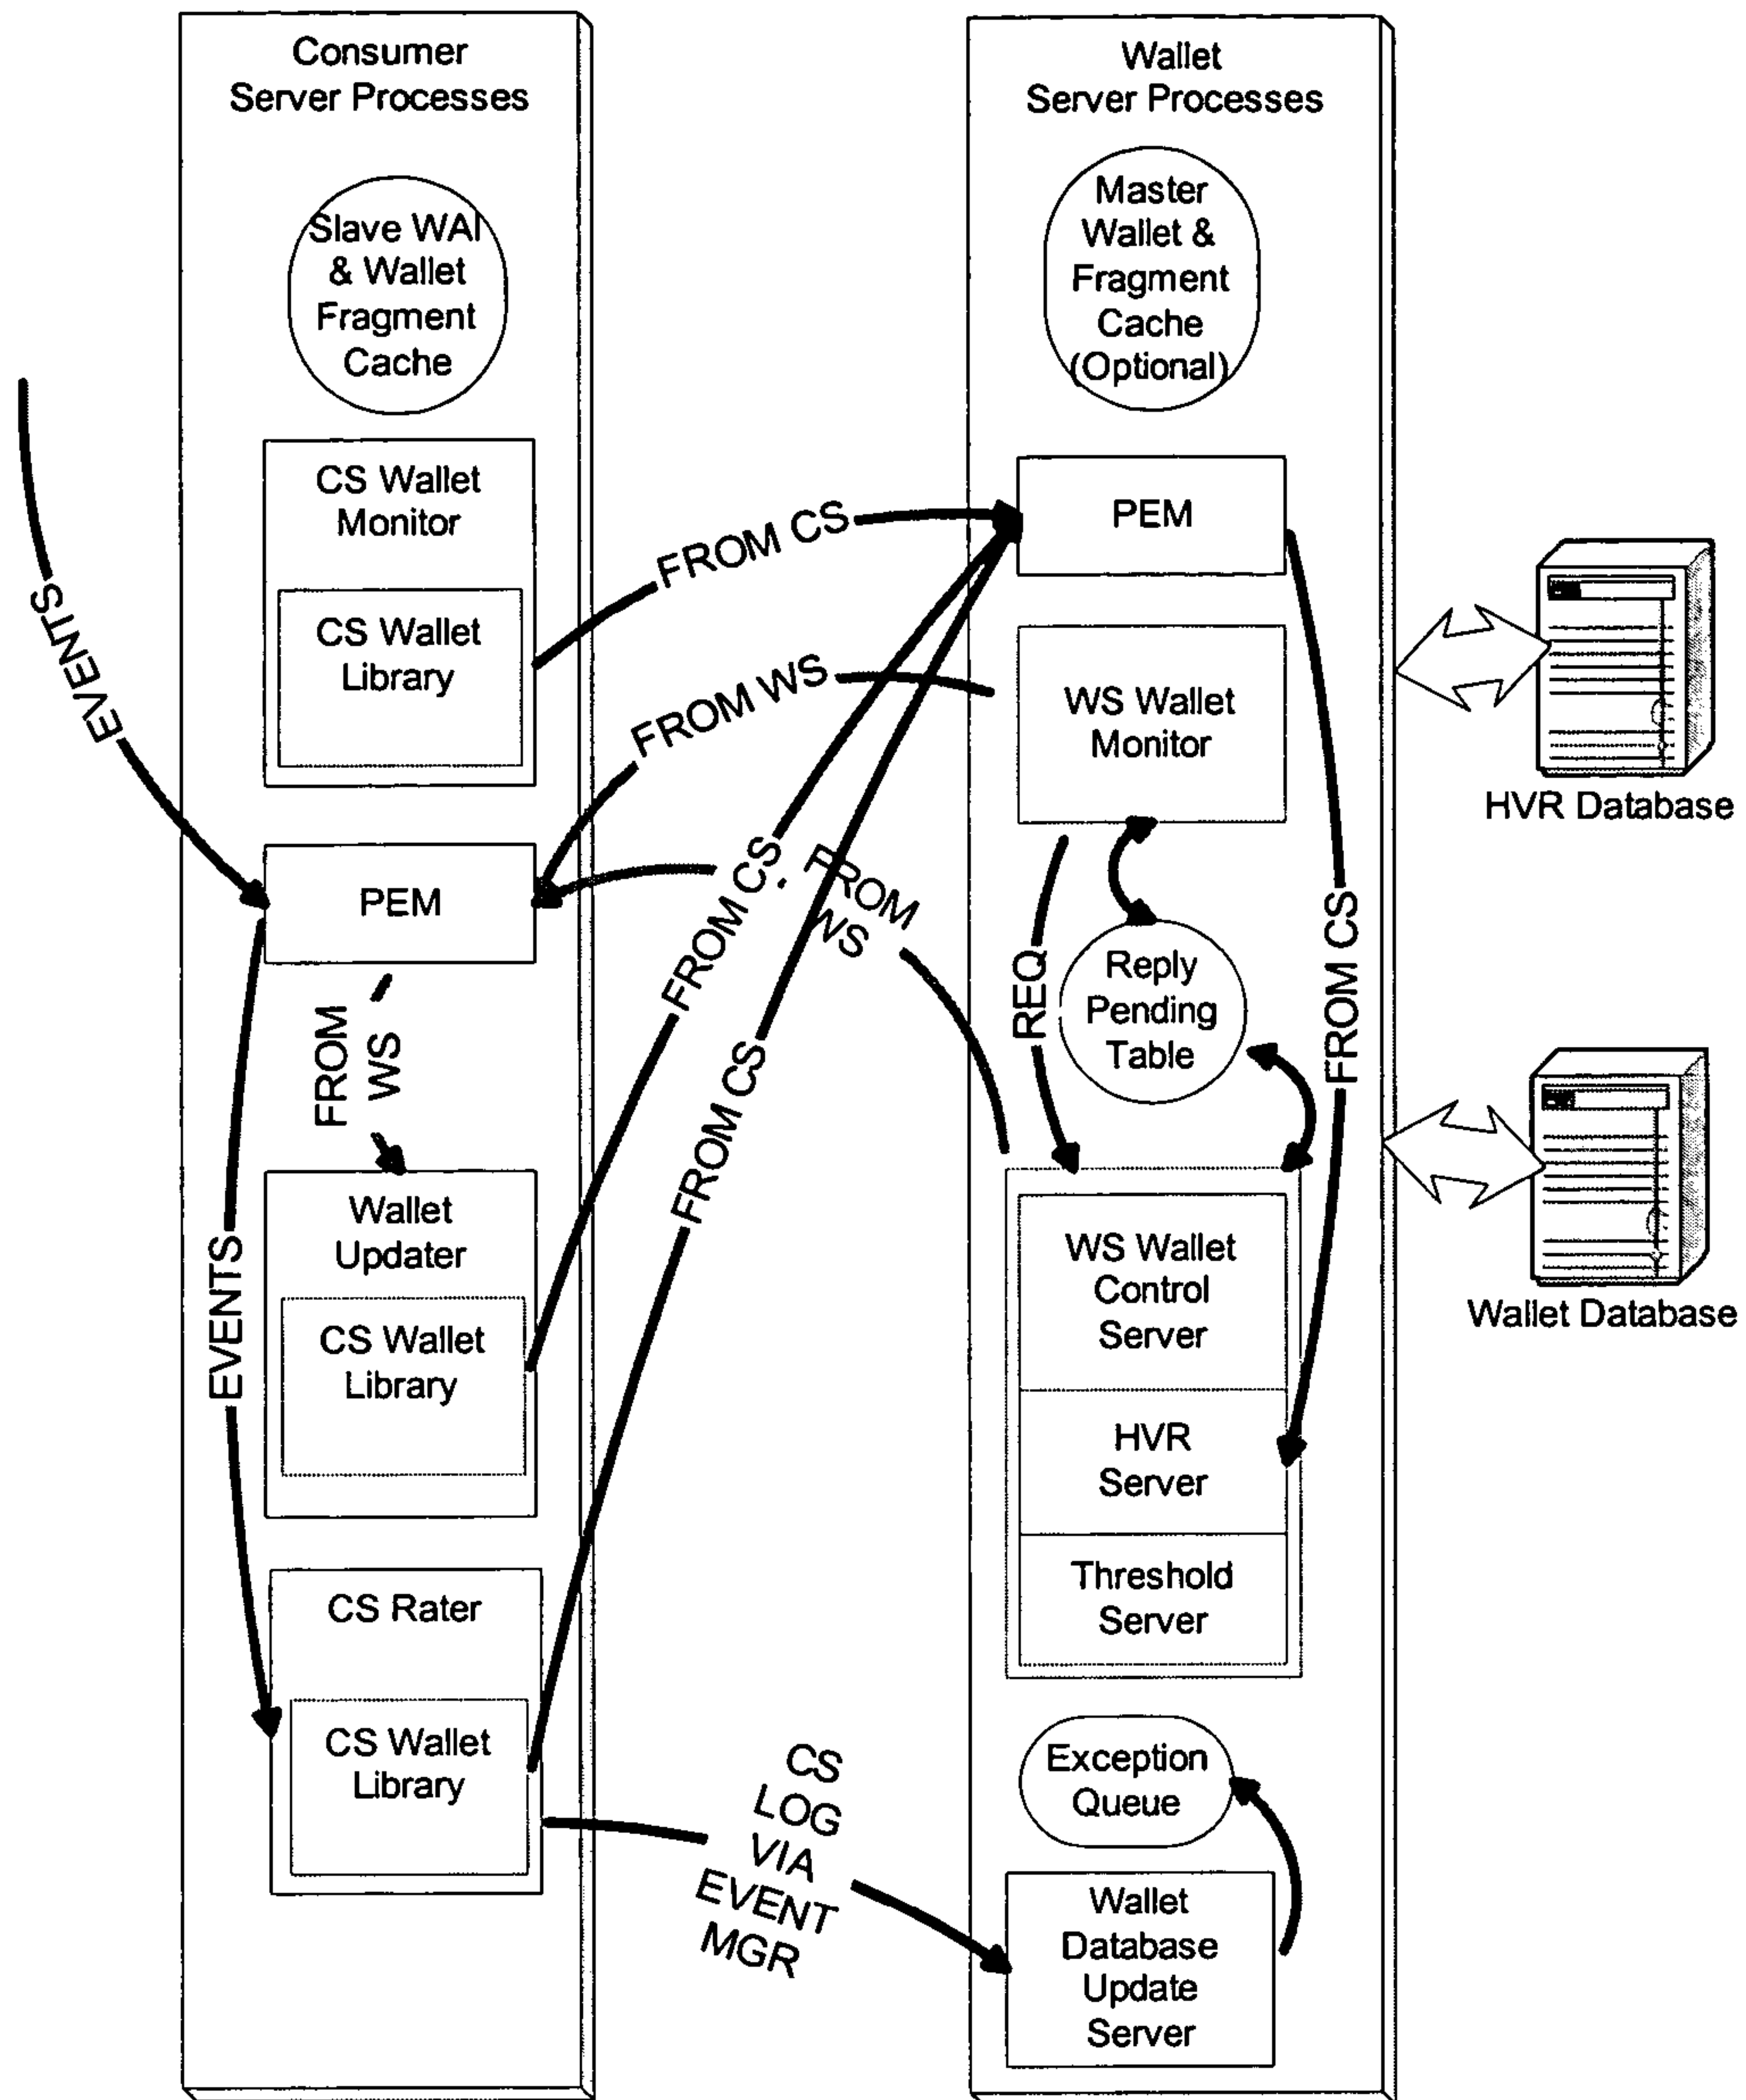 Consumer
Server Processes
Slave WAI
& Wallet
Fragment
Cache
CS Wallet
Monitor
CS Wallet
Library
EVENTS
PEM
FROM
WS
EVENTS
Wallet
Updater
CS Wallet
Library
CS Rater
CS Wallet
Library
FROM CS
FROM WS
FROM CS
FROM
WS
FROM CS
CS
LOG
VIA
EVENT
MGR
Wallet
Server Processes
Master
Wallet &
Fragment
Cache
(Optional)
PEM
WS Wallet
Monitor
REQ
Reply
Pending
Table
FROM CS
WS Wallet
Control
Server
HVR
Server
Threshold
Server
Exception
Queue
Wallet
Database
Update
Server
HVR Database
Wallet Database